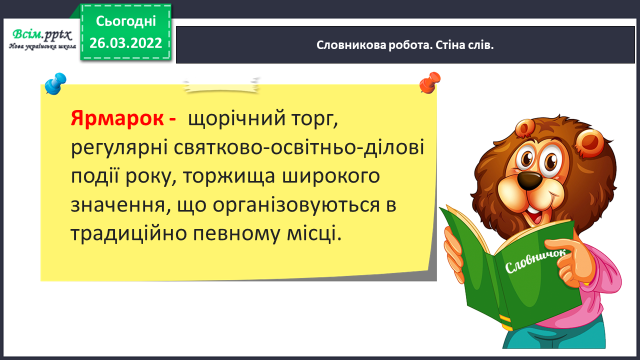 Всім.pptx
Нова українська школа
Сьогодні
26.03.2022
Словникова робота. Стіна слів.
Ярмарок - щорічний торг,
регулярні святково-освітньо-ділові
події року, торжища широкого
значення, що організовуються в
традиційно певному місці.
Словничок